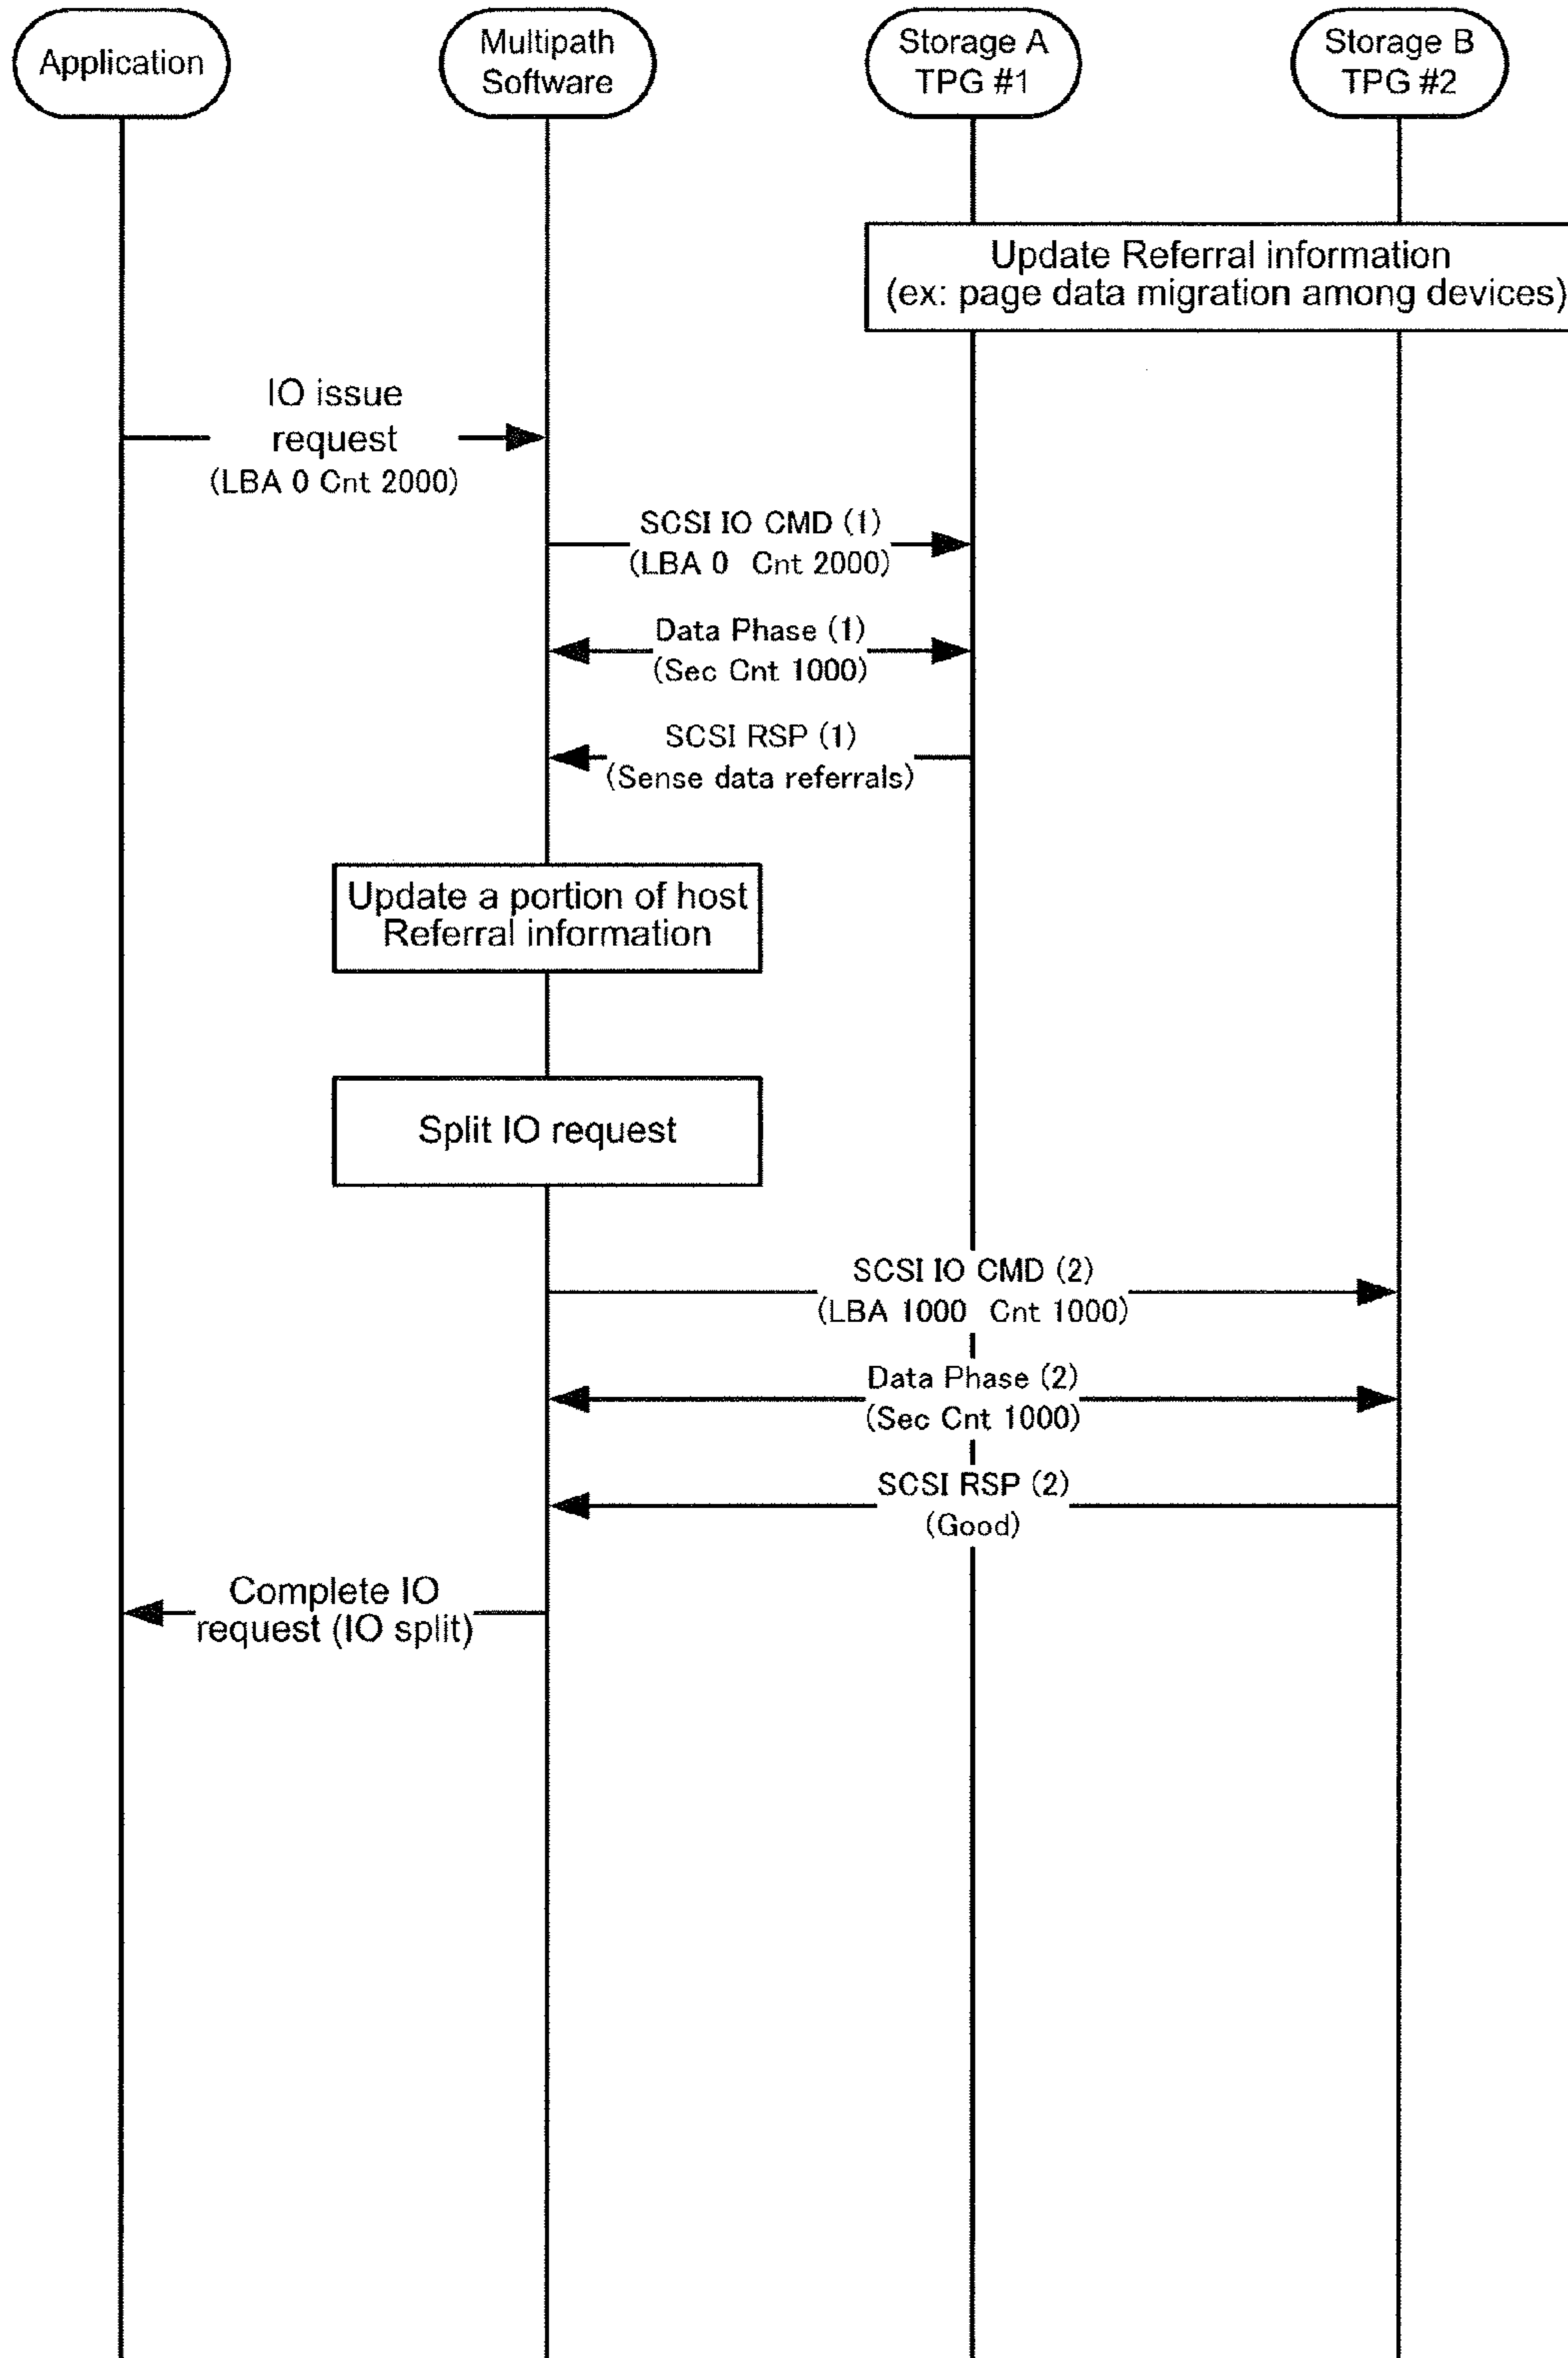 Application
Multipath
Software
Storage A
TPG #1
Storage B
TPG #2
Update Referral information
(ex: page data migration among devices)
IO issue
request
(LBA 0 Cnt 2000)
SCSI IO CMD (1)
(LBA 0 Cnt 2000)
Data Phase (1)
(Sec Cnt 1000)
SCSI RSP (1)
(Sense data referrals)
Update a portion of host
Referral information
Split IO request
SCSI IO CMD (2)
(LBA 1000 Cnt 1000)
Data Phase (2)
(Sec Cnt 1000)
SCSI RSP (2)
(Good)
Complete IO
request (IO split)